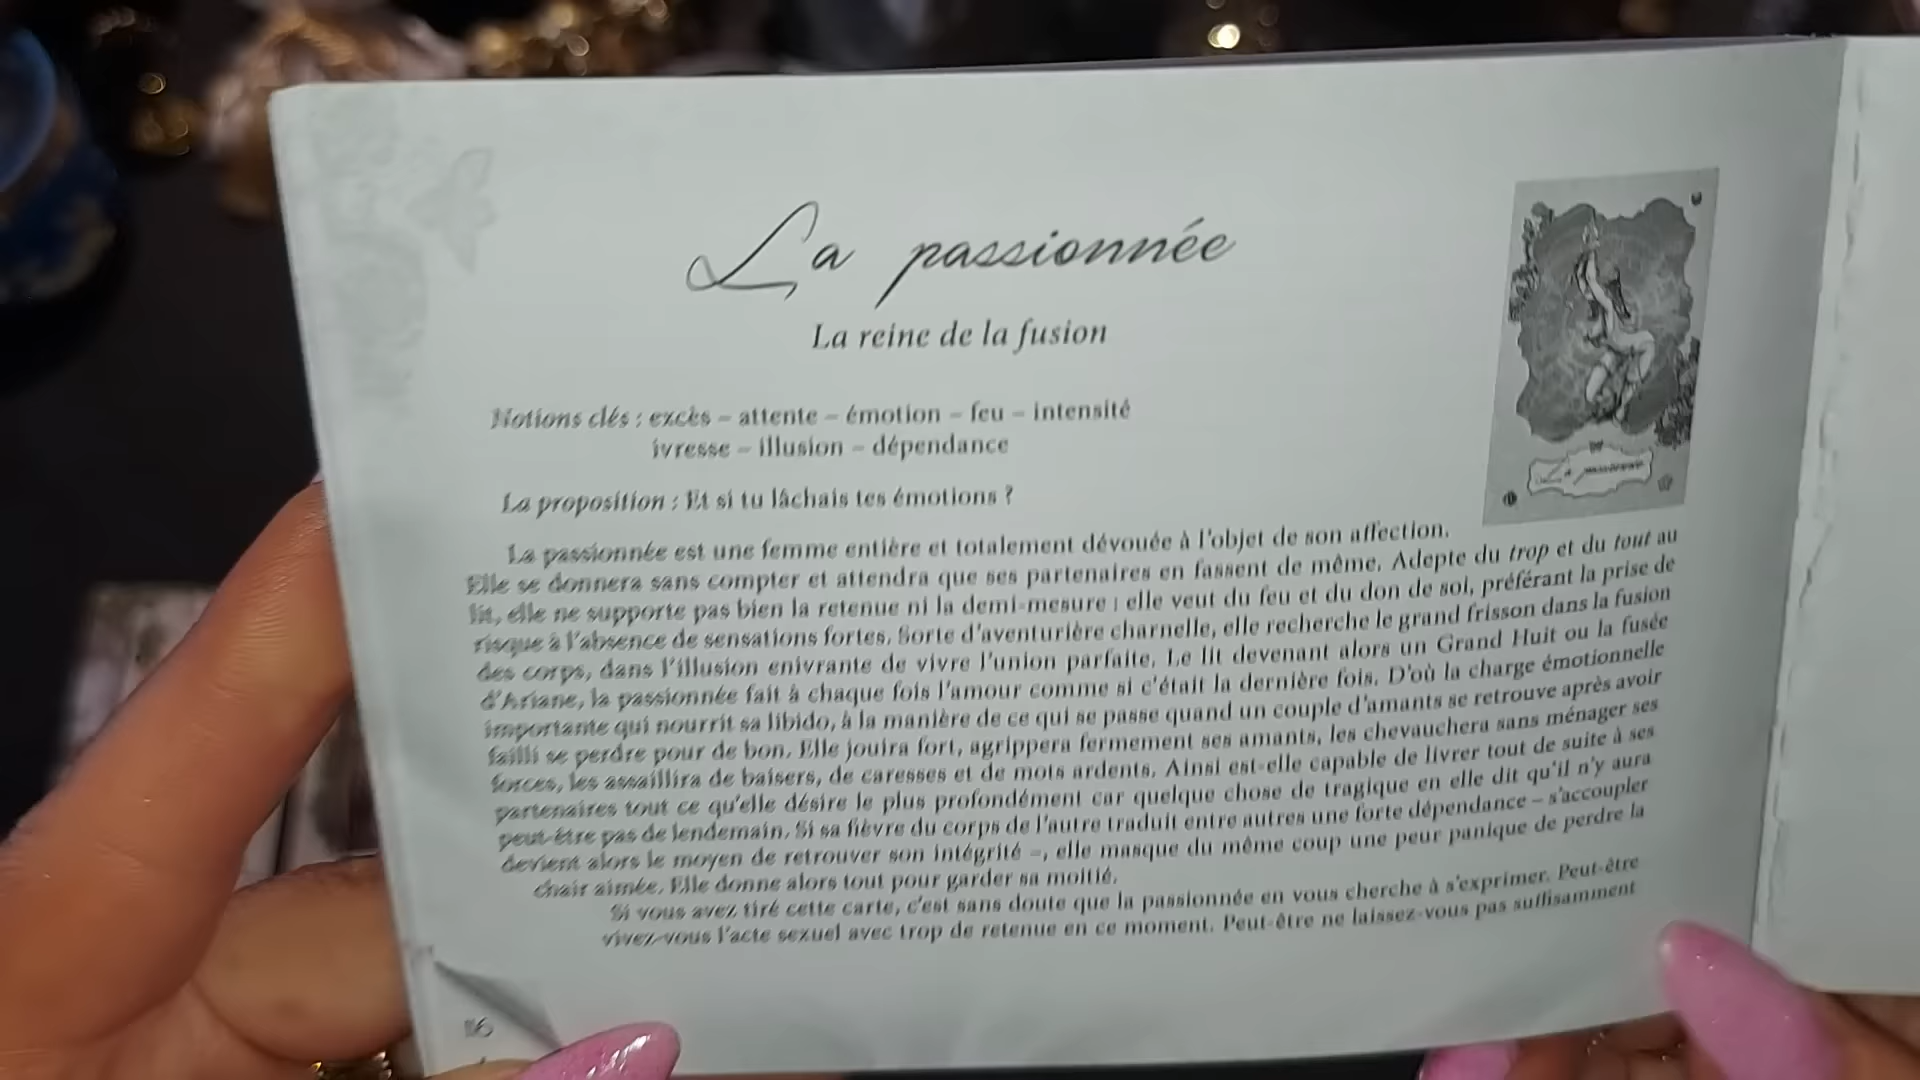 La passionnée
La reine de la fusion
Notions clés : excès – attente – émotion – feu – intensité
ivresse – illusion – dépendance
La proposition : Et si tu lâchais tes émotions ?
La passionnée est une femme entière et totalement dévouée à l'objet de son affection.
Elle se donnera sans compter et attendra que ses partenaires en fassent de même. Adepte du trop et du tout au
lit, elle ne supporte pas bien la retenue ni la demi-mesure : elle veut du feu et du don de soi, préférant la prise de
risque à l'absence de sensations fortes. Sorte d'aventurière charnelle, elle recherche le grand frisson dans la fusion
des corps, dans l'illusion enivrante de vivre l'union parfaite. Le lit devenant alors un Grand Huit ou la fusée
d'Ariane, la passionnée fait à chaque fois l'amour comme si c'était la dernière fois. D'où la charge émotionnelle
importante qui nourrit sa libido, à la manière de ce qui se passe quand un couple d'amants se retrouve après avoir
failli se perdre pour de bon. Elle jouira fort, agrippera fermement ses amants, les chevauchera sans ménager ses
forces, les assaillira de baisers, de caresses et de mots ardents. Ainsi est-elle capable de livrer tout de suite à ses
partenaires tout ce qu'elle désire le plus profondément car quelque chose de tragique en elle dit qu'il n'y aura
peut-être pas de lendemain. Si sa fièvre du corps de l'autre traduit entre autres une forte dépendance – s'accoupler
devient alors le moyen de retrouver son intégrité –, elle masque du même coup une peur panique de perdre la
chair aimée. Elle donne alors tout pour garder sa moitié.
Si vous avez tiré cette carte, c'est sans doute que la passionnée en vous cherche à s'exprimer. Peut-être
vivez-vous l'acte sexuel avec trop de retenue en ce moment. Peut-être ne laissez-vous pas suffisamment
La passionnée
116